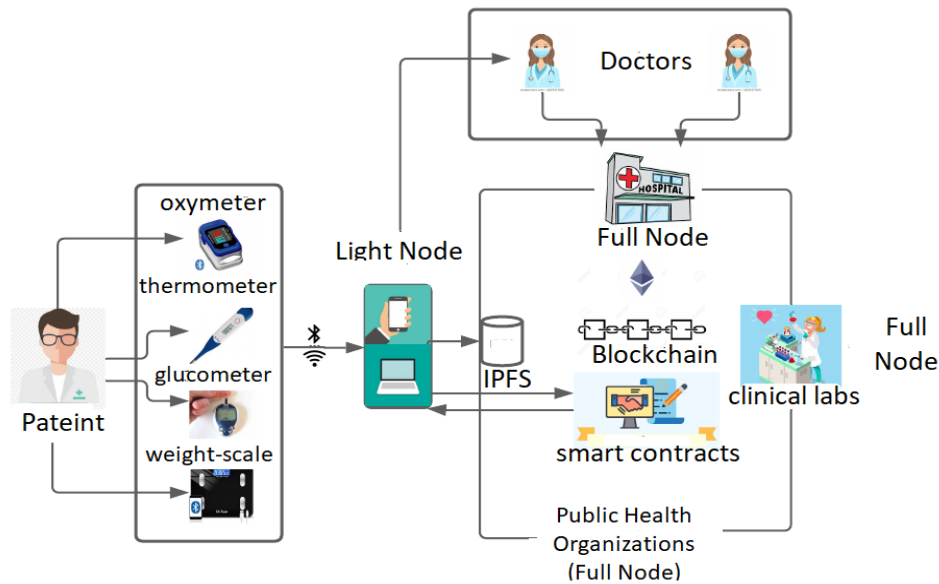 Doctors
HOSPITAL
Full Node
oxymeter
Light Node
thermometer
Blockchain
Full
Node
glucometer
IPFS
clinical labs
Pateint
weight-scale
smart contracts
Public Health
Organizations
(Full Node)